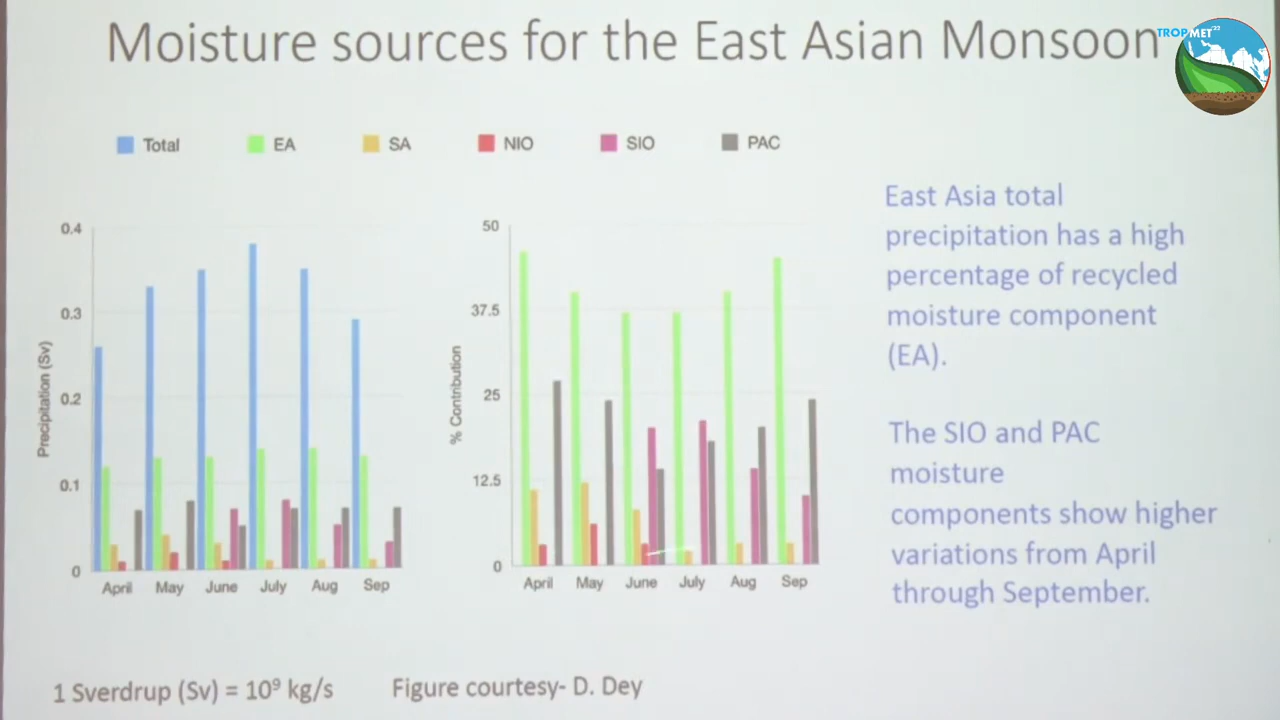 Moisture sources for the East Asian Monsoon
TROPMET'22
Total EA SA NIO SIO PAC
Precipitation (Sv)
0.4
0.3
0.2
0.1
0
April May June July Aug Sep
% Contribution
50
37.5
25
12.5
0
April May June July Aug Sep
East Asia total
precipitation has a high
percentage of recycled
moisture component
(EA).
The SIO and PAC
moisture
components show higher
variations from April
through September.
1 Sverdrup (Sv) = 10⁹ kg/s
Figure courtesy- D. Dey